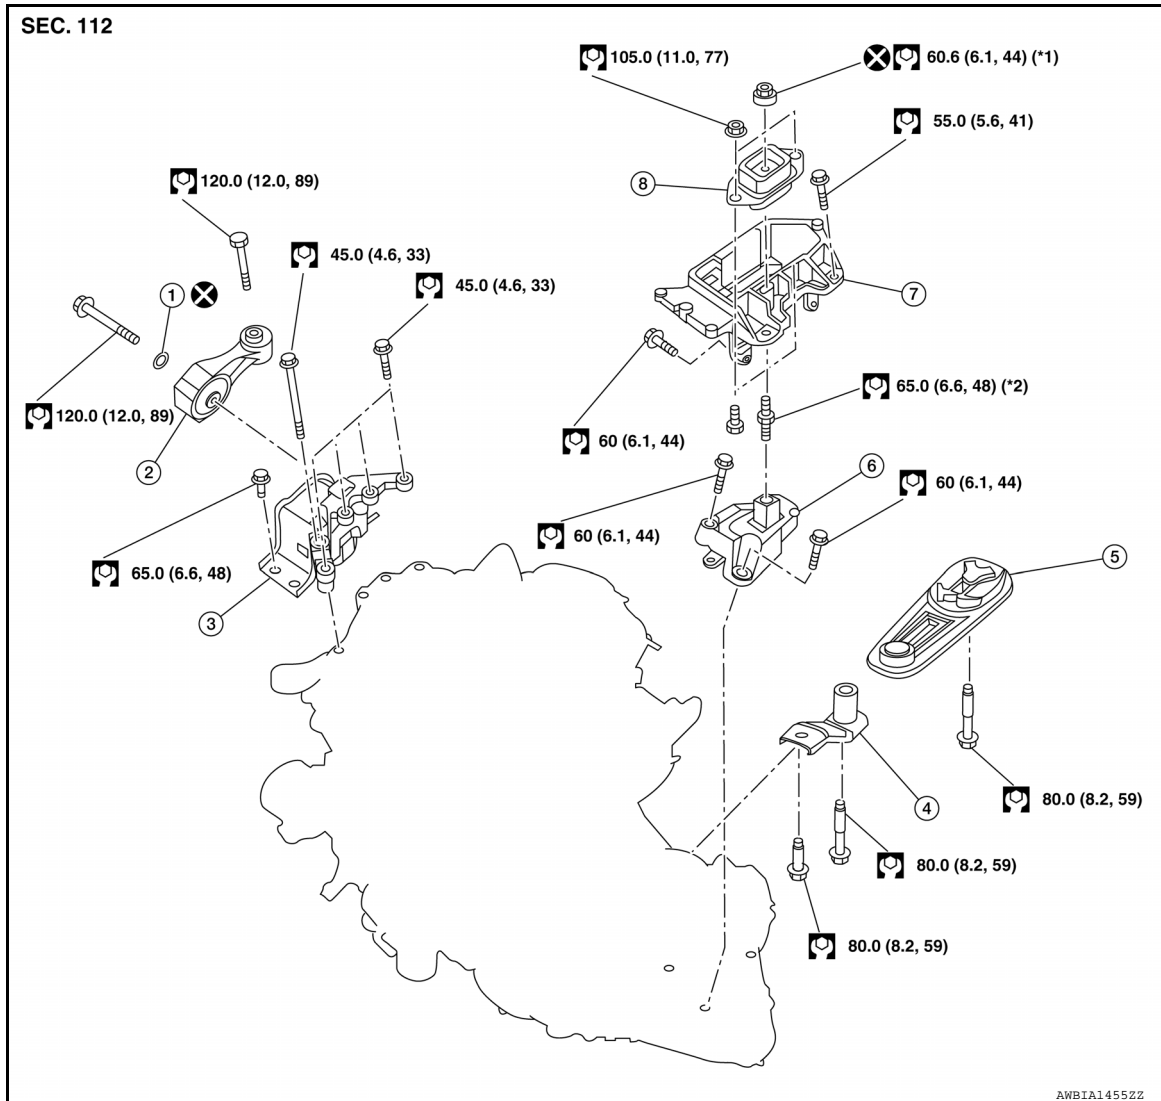 SEC. 112
105.0 (11.0, 77)
60.6 (6.1, 44) (*1)
55.0 (5.6, 41)
120.0 (12.0, 89)
8
45.0 (4.6, 33)
45.0 (4.6, 33)
1
7
120.0 (12.0, 89)
65.0 (6.6, 48) (*2)
60 (6.1, 44)
2
6
60 (6.1, 44)
60 (6.1, 44)
65.0 (6.6, 48)
5
3
4
80.0 (8.2, 59)
80.0 (8.2, 59)
80.0 (8.2, 59)
AWBIA1455ZZ